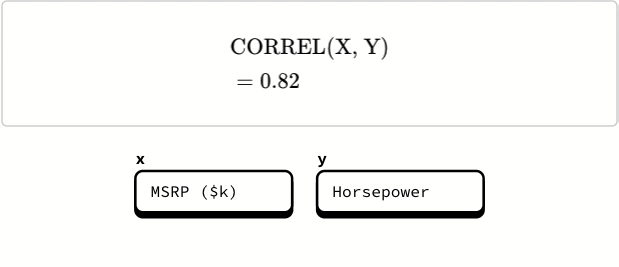 CORREL(X, Y)
= 0.82
x
y
MSRP ($k)
Horsepower